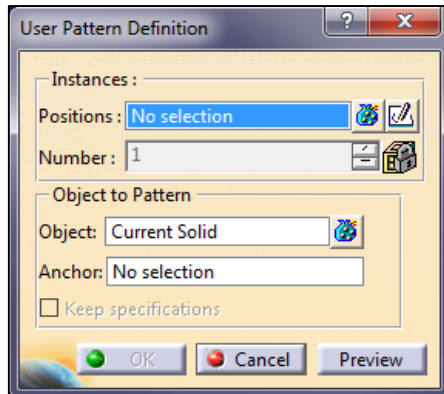 User Pattern Definition
Instances :
Positions : No selection
Number : 1
Object to Pattern
Object: Current Solid
Anchor: No selection
Keep specifications
OK Cancel Preview